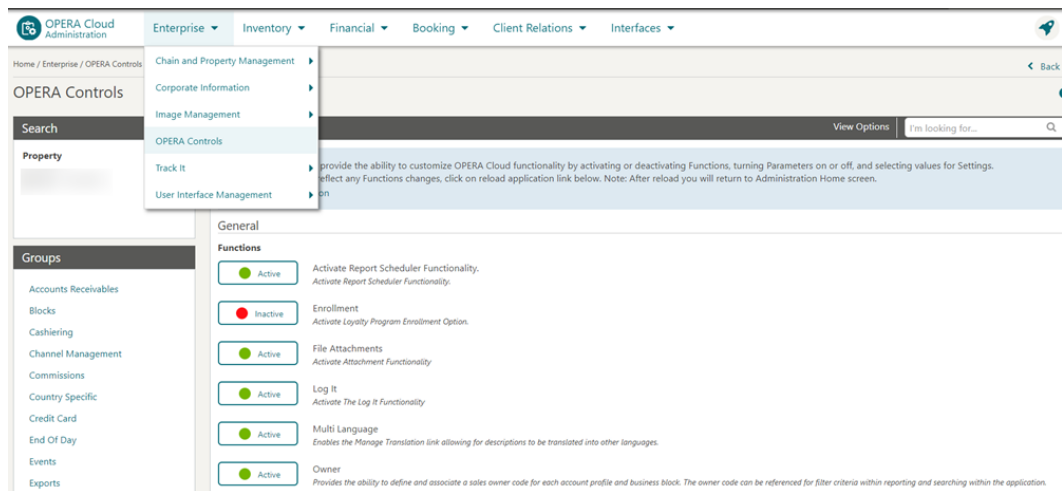 OPERA Cloud
Administration
Enterprise
Inventory
Financial
Booking
Client Relations
Interfaces
Home / Enterprise / OPERA Controls
Back
OPERA Controls
Chain and Property Management
Corporate Information
Image Management
OPERA Controls
Track It
User Interface Management
Search
View Options
I'm looking for...
Property
provide the ability to customize OPERA Cloud functionality by activating or deactivating Functions, turning Parameters on or off, and selecting values for Settings.
reflect any Functions changes, click on reload application link below. Note: After reload you will return to Administration Home screen.
on
General
Functions
Groups
Accounts Receivables
Blocks
Cashiering
Channel Management
Commissions
Country Specific
Credit Card
End Of Day
Events
Exports
Active
Activate Report Scheduler Functionality.
Activate Report Scheduler Functionality.
Inactive
Enrollment
Activate Loyalty Program Enrollment Option.
Active
File Attachments
Activate Attachment Functionality
Active
Log It
Activate The Log It Functionality
Active
Multi Language
Enables the Manage Translation link allowing for descriptions to be translated into other languages.
Active
Owner
Provides the ability to define and associate a sales owner code for each account profile and business block. The owner code can be referenced for filter criteria within reporting and searching within the application.